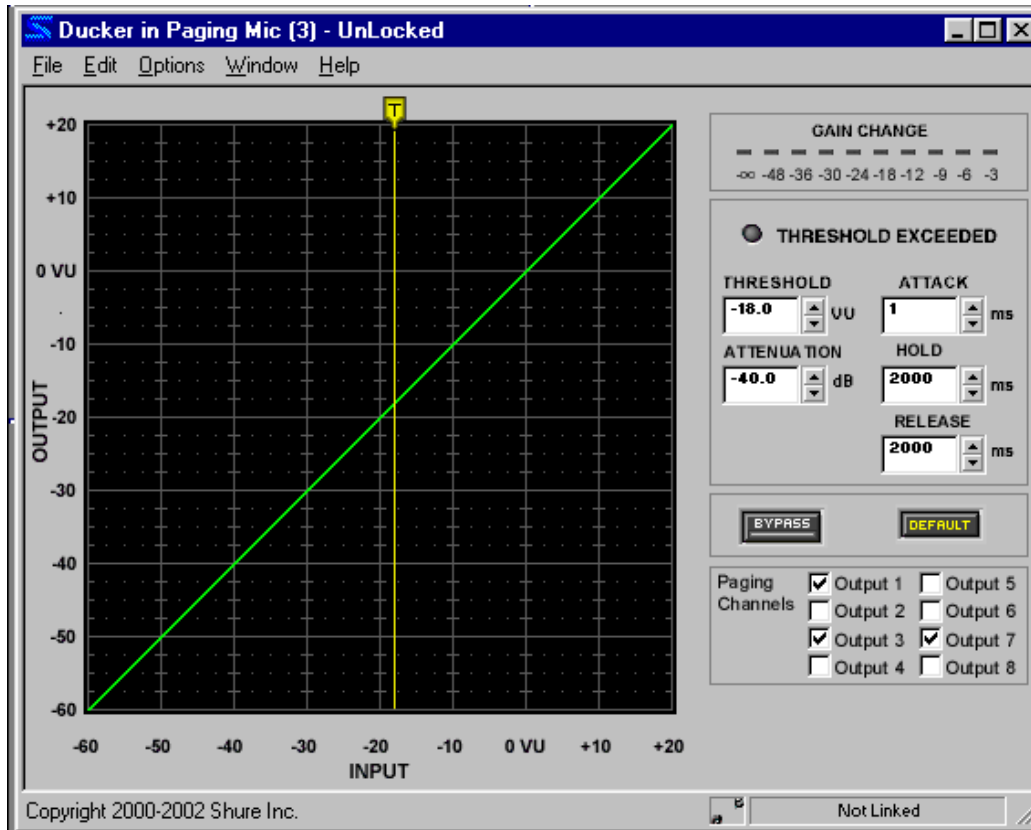 Ducker in Paging Mic (3) - UnLocked
File Edit Options Window Help
T
+20
+10
0 VU
-10
-20
-30
-40
-50
-60
OUTPUT
-60 -50 -40 -30 -20 -10 0 VU +10 +20
INPUT
GAIN CHANGE
-∞ -48 -36 -30 -24 -18 -12 -9 -6 -3
THRESHOLD EXCEEDED
THRESHOLD ATTACK
-18.0 VU 1 ms
ATTENUATION HOLD
-40.0 dB 2000 ms
RELEASE
2000 ms
BYPASS DEFAULT
Paging Channels
Output 1 Output 5
Output 2 Output 6
Output 3 Output 7
Output 4 Output 8
Copyright 2000-2002 Shure Inc.
Not Linked